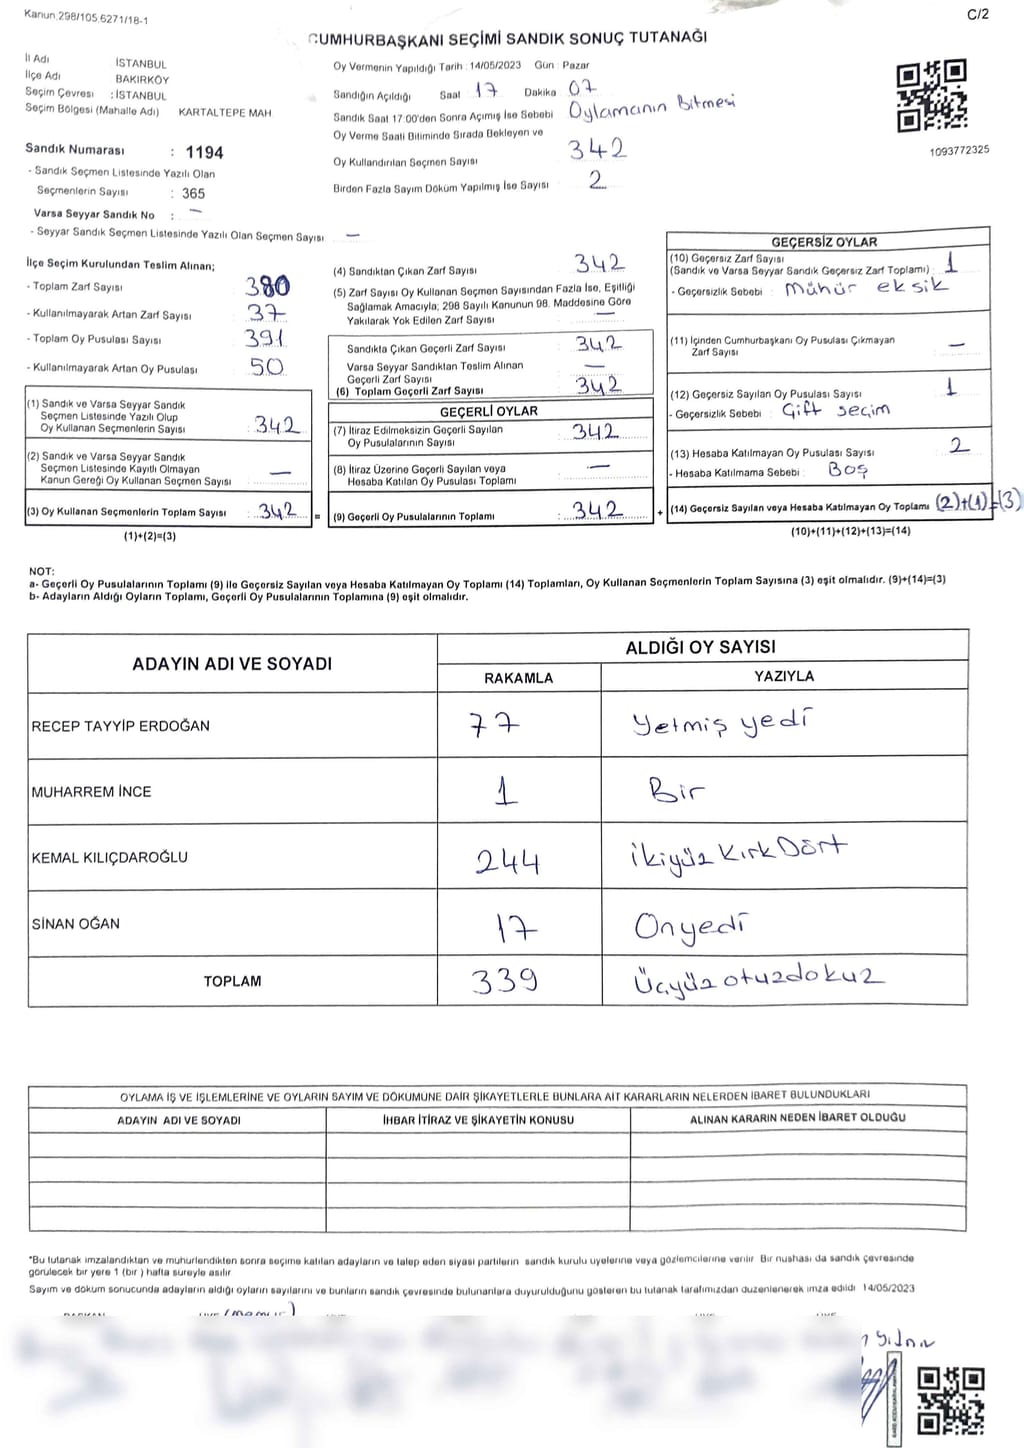 Kanun 298/105,6271/18-1
C/2
CUMHURBAŞKANI SEÇİMİ SANDIK SONUÇ TUTANAĞI
İl Adı İSTANBUL
İlçe Adı BAKIRKÖY
Seçim Çevresi : İSTANBUL
Seçim Bölgesi (Mahalle Adı) KARTALTEPE MAH
Sandık Numarası : 1194
- Sandık Seçmen Listesinde Yazılı Olan
Seçmenlerin Sayısı : 365
Varsa Seyyar Sandık No : —
- Seyyar Sandık Seçmen Listesinde Yazılı Olan Seçmen Sayısı —
Oy Vermenin Yapıldığı Tarih : 14/05/2023 Gün : Pazar
Sandığın Açıldığı Saat 17 Dakika 07
Sandık Saat 17:00'den Sonra Açımış İse Sebebi Oylamanın Bitmesi
Oy Verme Saati Bitiminde Sırada Bekleyen ve
Oy Kullandırılan Seçmen Sayısı 342
Birden Fazla Sayım Döküm Yapılmış İse Sayısı 2
1093772325
İlçe Seçim Kurulundan Teslim Alınan;
- Toplam Zarf Sayısı 380
- Kullanılmayarak Artan Zarf Sayısı 37
- Toplam Oy Pusulası Sayısı 391
- Kullanılmayarak Artan Oy Pusulası 50
(1) Sandık ve Varsa Seyyar Sandık
Seçmen Listesinde Yazılı Olup
Oy Kullanan Seçmenlerin Sayısı : 342
(2) Sandık ve Varsa Seyyar Sandık
Seçmen Listesinde Kayıtlı Olmayan
Kanun Gereği Oy Kullanan Seçmen Sayısı —
(3) Oy Kullanan Seçmenlerin Toplam Sayısı : 342 =
(1)+(2)=(3)
(4) Sandıktan Çıkan Zarf Sayısı 342
(5) Zarf Sayısı Oy Kullanan Seçmen Sayısından Fazla İse, Eşitliği
Sağlamak Amacıyla; 298 Sayılı Kanunun 98. Maddesine Göre
Yakılarak Yok Edilen Zarf Sayısı —
Sandıkta Çıkan Geçerli Zarf Sayısı : 342
Varsa Seyyar Sandıktan Teslim Alınan
Geçerli Zarf Sayısı —
(6) Toplam Geçerli Zarf Sayısı 342
GEÇERLİ OYLAR
(7) İtiraz Edilmeksizin Geçerli Sayılan
Oy Pusulalarının Sayısı : 342
(8) İtiraz Üzerine Geçerli Sayılan veya
Hesaba Katılan Oy Pusulası Toplamı —
(9) Geçerli Oy Pusulalarının Toplamı : 342 +
GEÇERSİZ OYLAR
(10) Geçersiz Zarf Sayısı
(Sandık ve Varsa Seyyar Sandık Geçersiz Zarf Toplamı) : 1
- Geçersizlik Sebebi : Mühür eksik
(11) İçinden Cumhurbaşkanı Oy Pusulası Çıkmayan
Zarf Sayısı —
(12) Geçersiz Sayılan Oy Pusulası Sayısı 1
- Geçersizlik Sebebi : Çift seçim
(13) Hesaba Katılmayan Oy Pusulası Sayısı 2
- Hesaba Katılmama Sebebi : Boş
(14) Geçersiz Sayılan veya Hesaba Katılmayan Oy Toplamı (2)+(1)=(3)
(10)+(11)+(12)+(13)=(14)
NOT:
a- Geçerli Oy Pusulalarının Toplamı (9) ile Geçersiz Sayılan veya Hesaba Katılmayan Oy Toplamı (14) Toplamları, Oy Kullanan Seçmenlerin Toplam Sayısına (3) eşit olmalıdır. (9)+(14)=(3)
b- Adayların Aldığı Oyların Toplamı, Geçerli Oy Pusulalarının Toplamına (9) eşit olmalıdır.
ADAYIN ADI VE SOYADI ALDIĞI OY SAYISI
RAKAMLA YAZIYLA
RECEP TAYYİP ERDOĞAN 77 Yetmiş yedi
MUHARREM İNCE 1 Bir
KEMAL KILIÇDAROĞLU 244 ikiyüz Kırk Dört
SİNAN OĞAN 17 Onyedi
TOPLAM 339 Üçyüz otuzdokuz
OYLAMA İŞ VE İŞLEMLERİNE VE OYLARIN SAYIM VE DÖKÜMÜNE DAİR ŞİKAYETLERLE BUNLARA AİT KARARLARIN NELERDEN İBARET BULUNDUKLARI
ADAYIN ADI VE SOYADI İHBAR İTİRAZ VE ŞİKAYETİN KONUSU ALINAN KARARIN NEDEN İBARET OLDUĞU
*Bu tutanak imzalandıktan ve mühürlendikten sonra seçime katılan adayların ve talep eden siyasi partilerin sandık kurulu üyelerine veya gözlemcilerine verilir Bir nüshası da sandık çevresinde
görülecek bir yere 1 (bir ) hafta süreyle asılır
Sayım ve döküm sonucunda adayların aldığı oyların sayılarını ve bunların sandık çevresinde bulunanlara duyurulduğunu gösteren bu tutanak tarafımızdan düzenlenerek imza edildi 14/05/2023